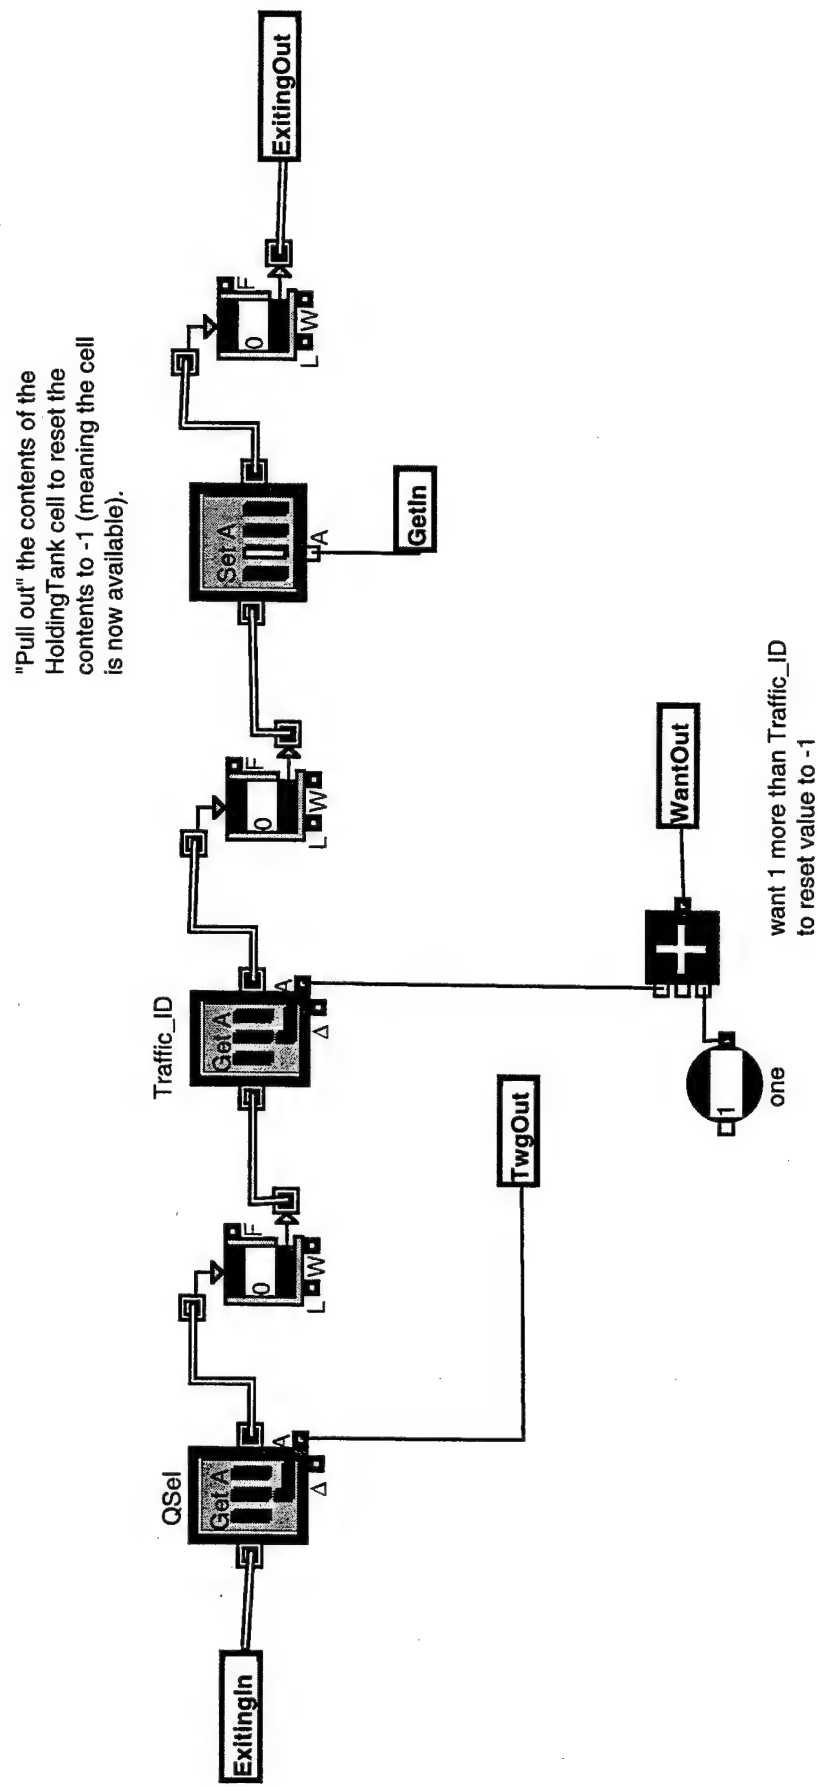 "Pull out" the contents of the
HoldingTank cell to reset the
contents to -1 (meaning the cell
is now available).
ExitingIn
QSel
Get A
A
Δ
0
F
L
W
TwgOut
Traffic_ID
Get A
A
Δ
0
F
L
W
1
one
WantOut
want 1 more than Traffic_ID
to reset value to -1
Set A
A
GetIn
0
F
L
W
ExitingOut